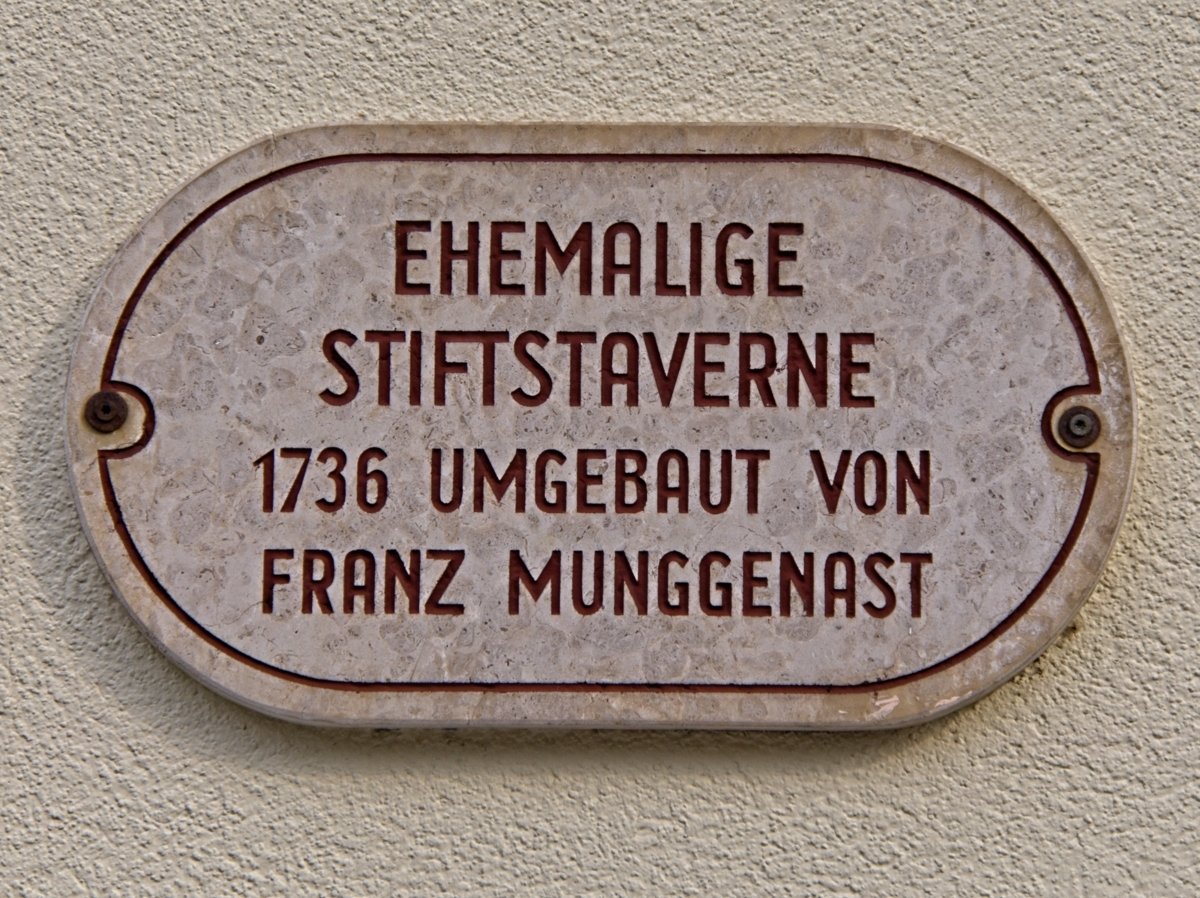 EHEMALIGE
STIFTSTAVERNE
1736 UMGEBAUT VON
FRANZ MUNGGENAST